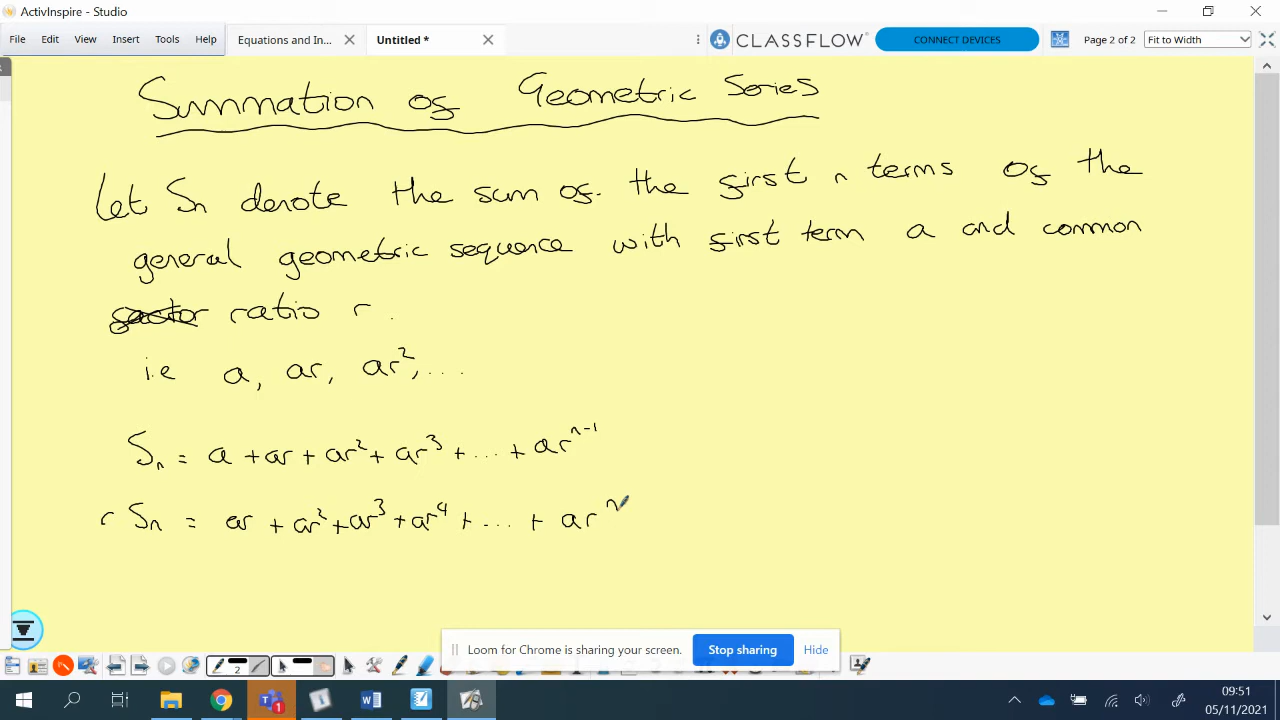 ActivInspire - Studio
File Edit View Insert Tools Help
Equations and In...
Untitled *
CLASSFLOW
CONNECT DEVICES
Page 2 of 2
Fit to Width
Summation of Geometric Series
Let Sn denote the sum of the first n terms of the
general geometric sequence with first term a and common
factor ratio r.
i.e a, ar, ar², ...
Sₙ = a + ar + ar² + ar³ + ... + arⁿ⁻¹
r Sₙ = ar + ar² + ar³ + ar⁴ + ... + arⁿ
Loom for Chrome is sharing your screen.
Stop sharing
Hide
2
1
09:51
05/11/2021